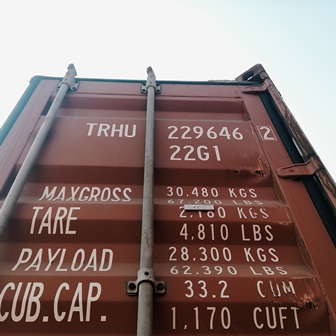 TRHU 229646 2
22G1
MAXGROSS 30.480 KGS
67.200 LBS
TARE 2.180 KGS
4,810 LBS
PAYLOAD 28,300 KGS
62.390 LBS
CUB.CAP. 33.2 CUM
1,170 CUFT